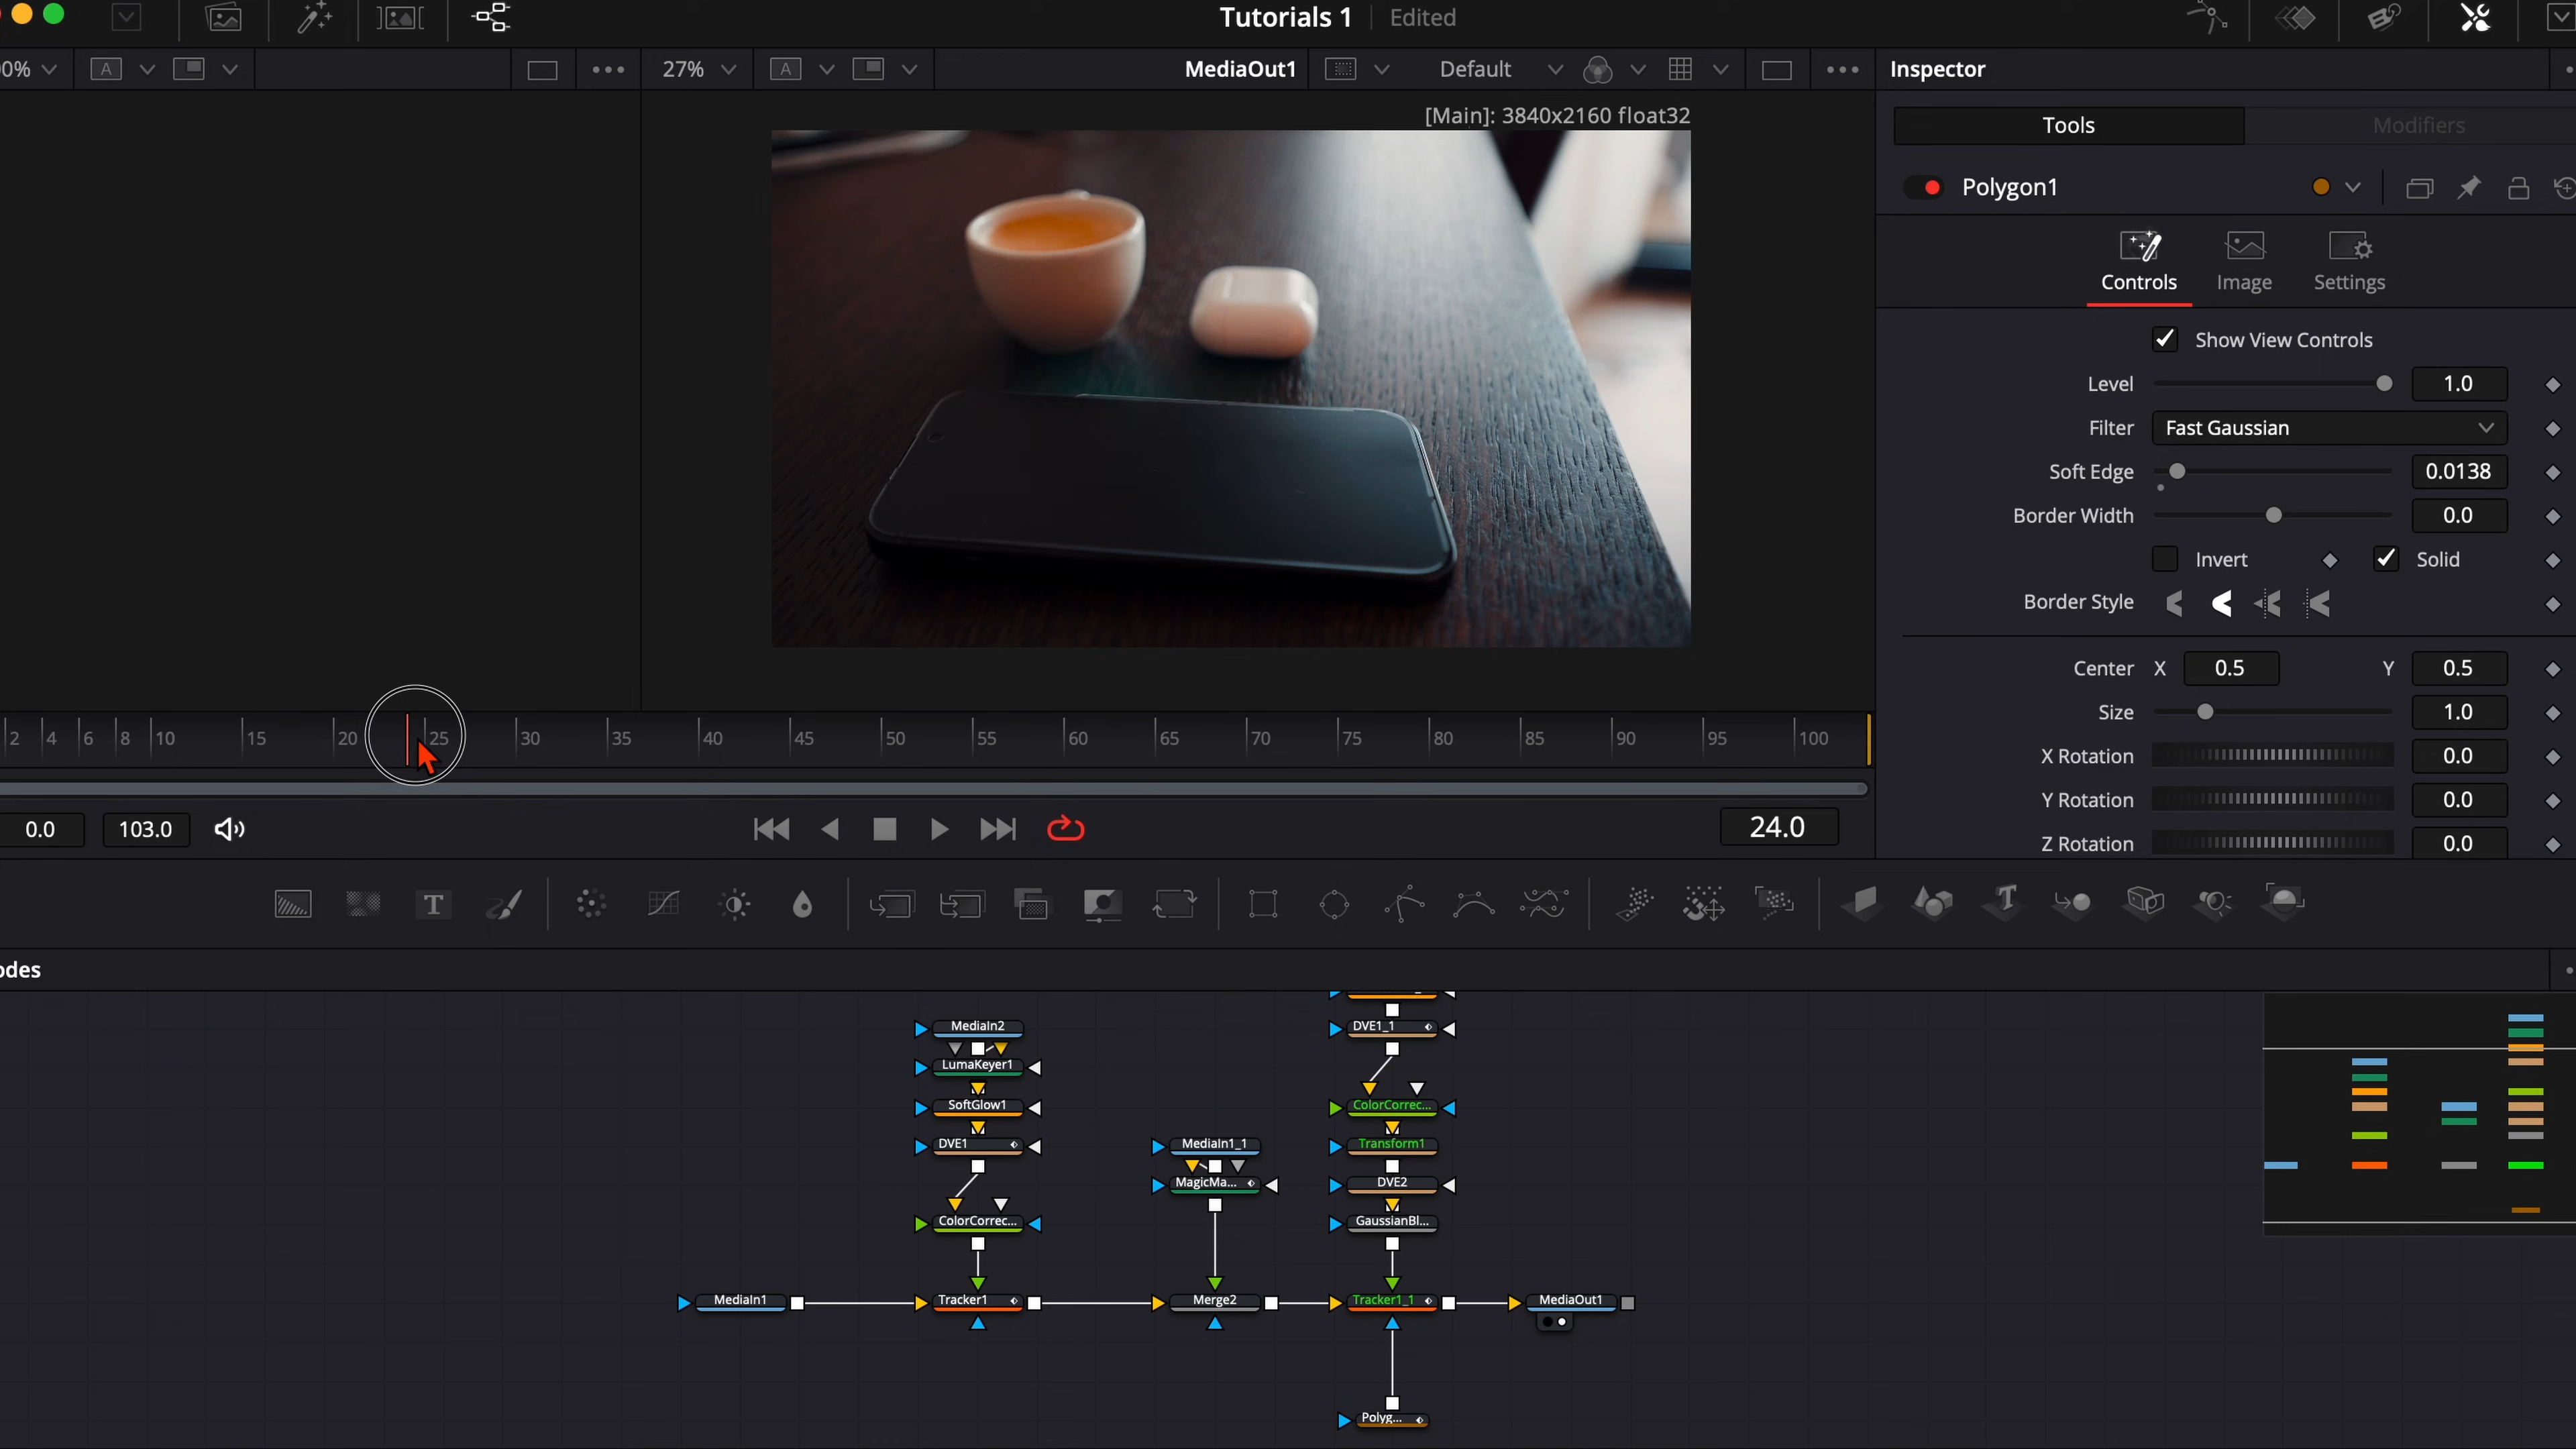 Tutorials 1 Edited
0% A 27% A MediaOut1 Default Inspector
[Main]: 3840x2160 float32
Tools Modifiers
Polygon1
Controls Image Settings
Show View Controls
Level 1.0
Filter Fast Gaussian
Soft Edge 0.0138
Border Width 0.0
Invert Solid
Border Style
Center X 0.5 Y 0.5
Size 1.0
2 4 6 8 10 15 20 25 30 35 40 45 50 55 60 65 70 75 80 85 90 95 100
X Rotation 0.0
Y Rotation 0.0
0.0 103.0 24.0
Z Rotation 0.0
T T
odes
MediaIn2 DVE1_1
LumaKeyer1
SoftGlow1 ColorCorrec...
DVE1 MediaIn1_1 Transform1
MagicMa... DVE2
ColorCorrec... GaussianBl...
MediaIn1 Tracker1 Merge2 Tracker1_1 MediaOut1
Polyg...